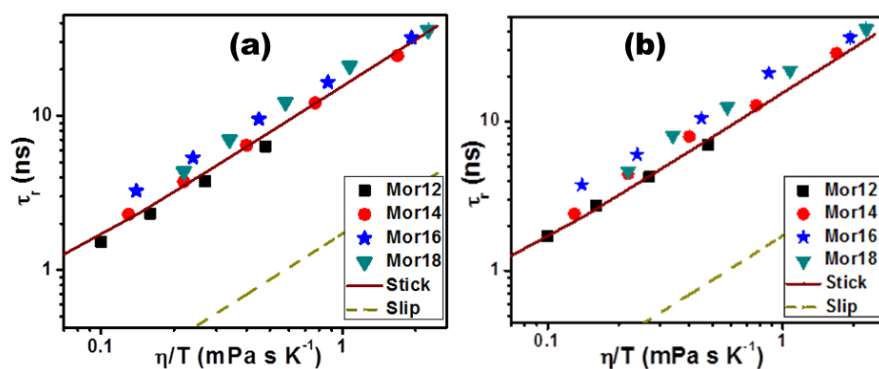 (a)
10
1
τr (ns)
0.1
1
η/T (mPa s K-1)
Mor12
Mor14
Mor16
Mor18
Stick
Slip
(b)
10
1
τr (ns)
0.1
1
η/T (mPa s K-1)
Mor12
Mor14
Mor16
Mor18
Stick
Slip